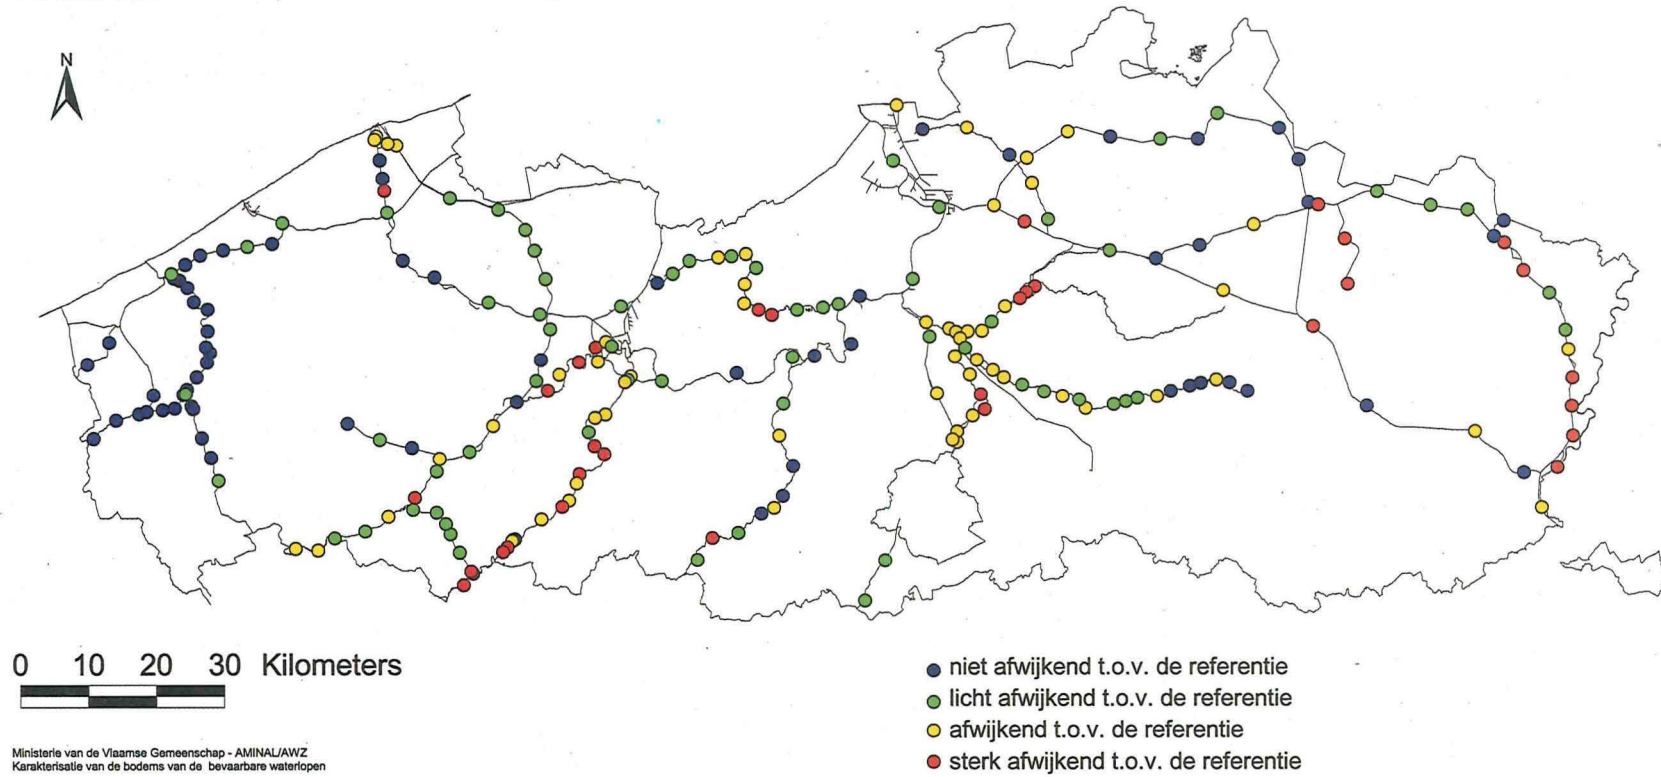 N
0 10 20 30 Kilometers
niet afwijkend t.o.v. de referentie
licht afwijkend t.o.v. de referentie
afwijkend t.o.v. de referentie
sterk afwijkend t.o.v. de referentie
Ministerie van de Vlaamse Gemeenschap - AMINAL/AWZ
Karakterisatie van de bodems van de bevaarbare waterlopen